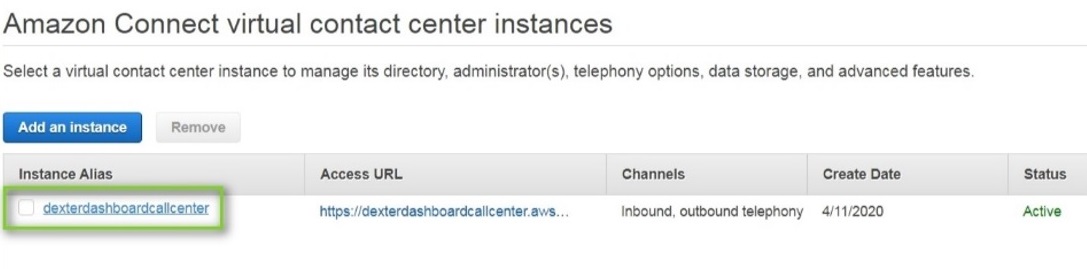 Amazon Connect virtual contact center instances
Select a virtual contact center instance to manage its directory, administrator(s), telephony options, data storage, and advanced features.
Add an instance Remove
Instance Alias Access URL Channels Create Date Status
dexterdashboardcallcenter https://dexterdashboardcallcenter.aws... Inbound, outbound telephony 4/11/2020 Active